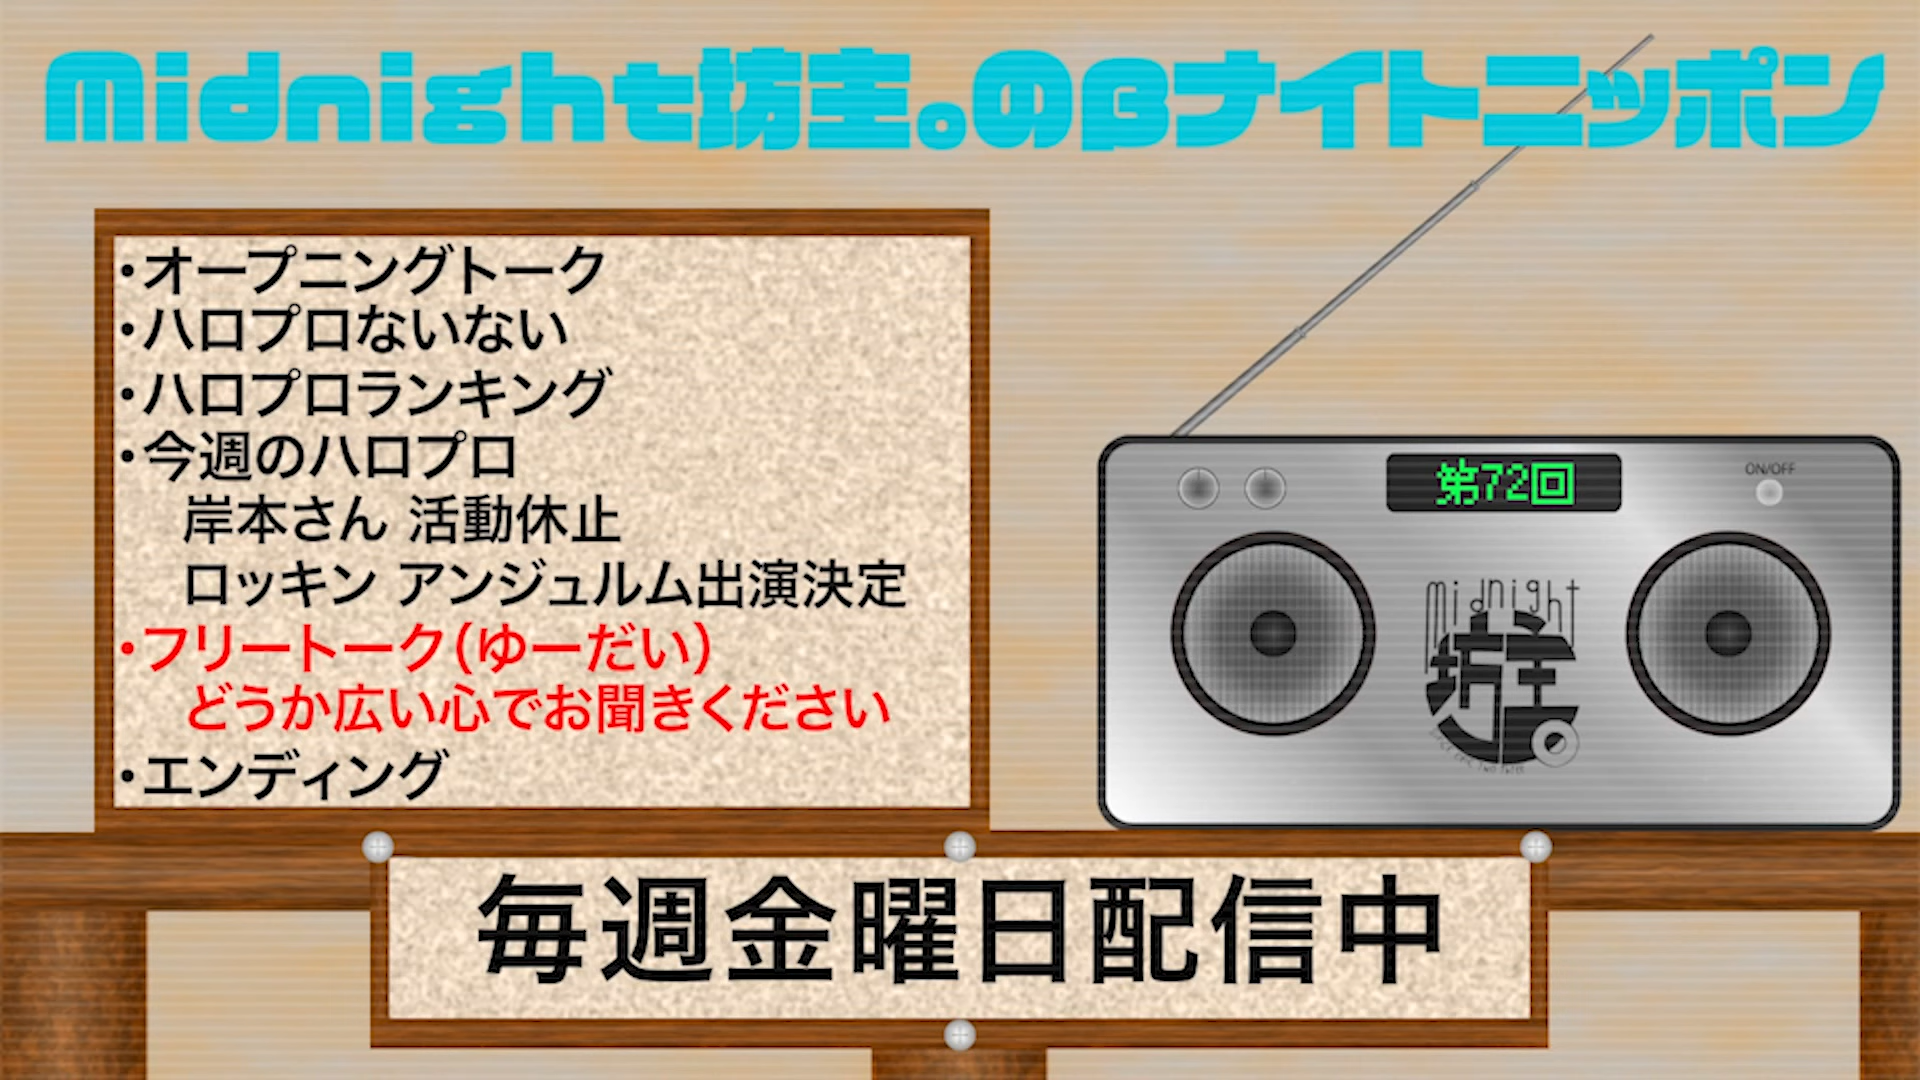 Midnight坊主。のβナイトニッポン
・オープニングトーク
・ハロプロないない
・ハロプロランキング
・今週のハロプロ
岸本さん 活動休止
ロッキン アンジュルム出演決定
・フリートーク(ゆーだい)
どうか広い心でお聞きください
・エンディング
第72回
ON/OFF
midnight
坊主。
毎週金曜日配信中